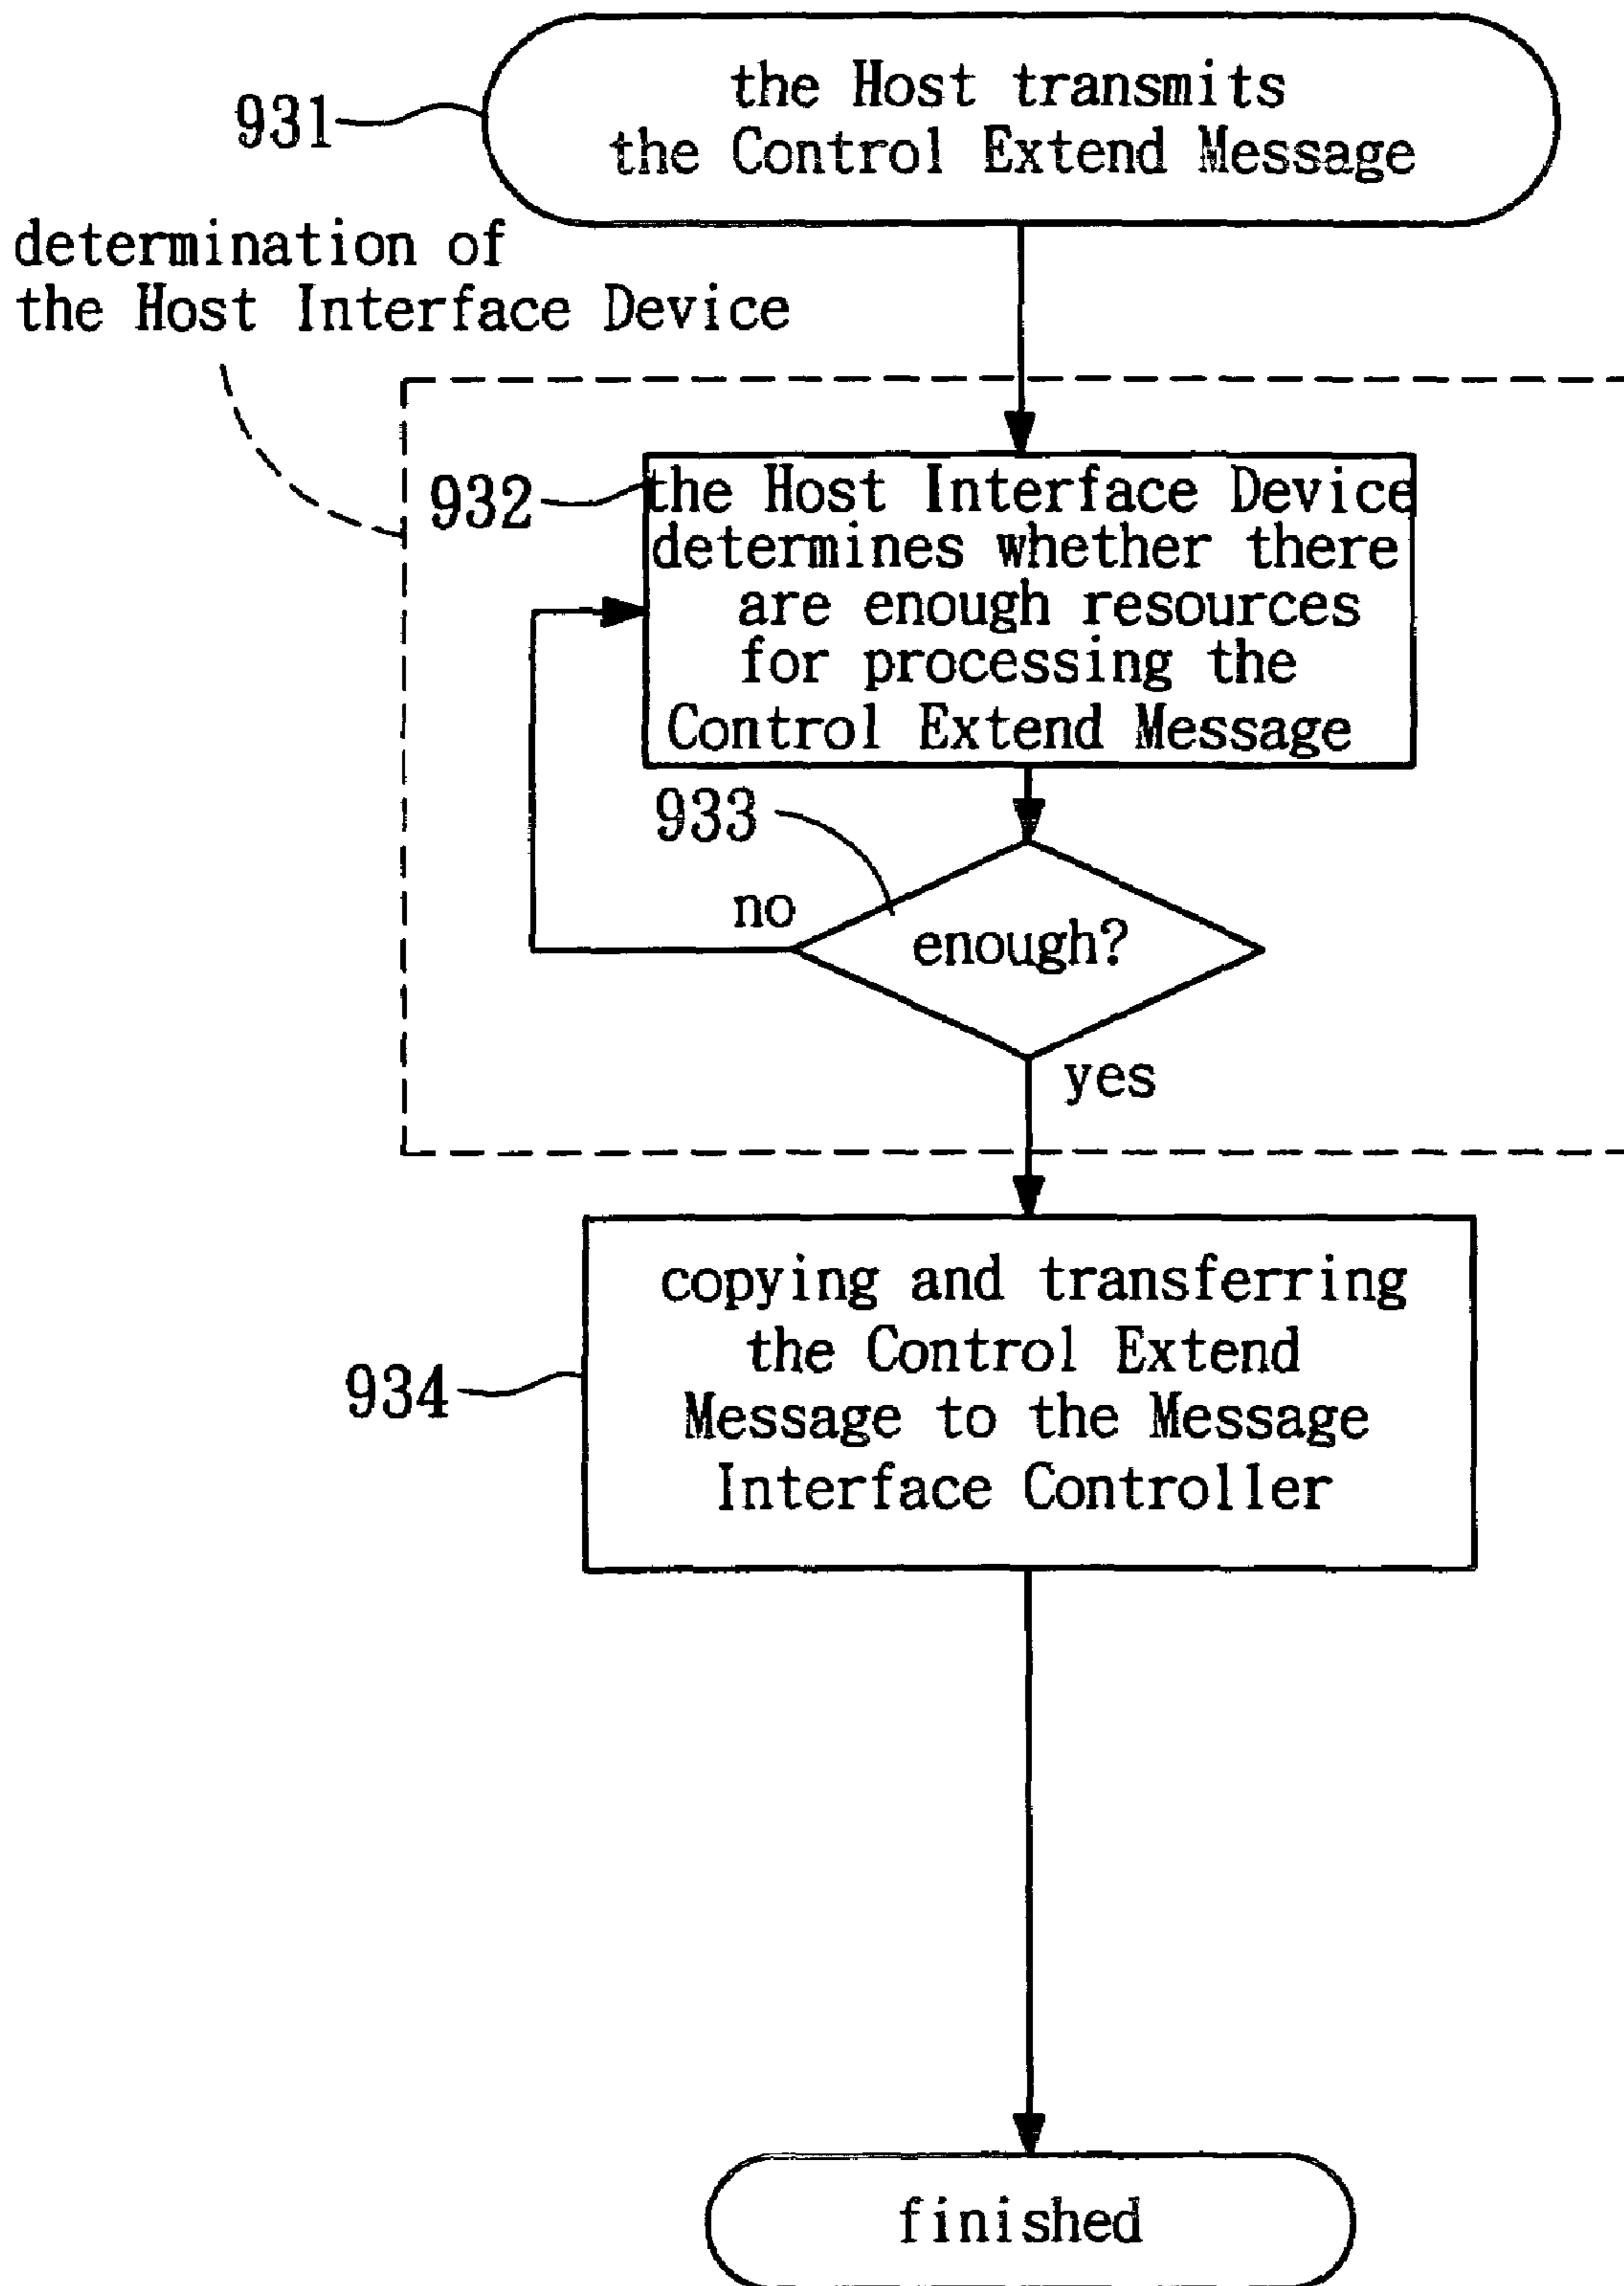 the Host transmits
the Control Extend Message
931
determination of
the Host Interface Device
932
the Host Interface Device
determines whether there
are enough resources
for processing the
Control Extend Message
933
no
enough?
yes
copying and transferring
the Control Extend
Message to the Message
Interface Controller
934
finished